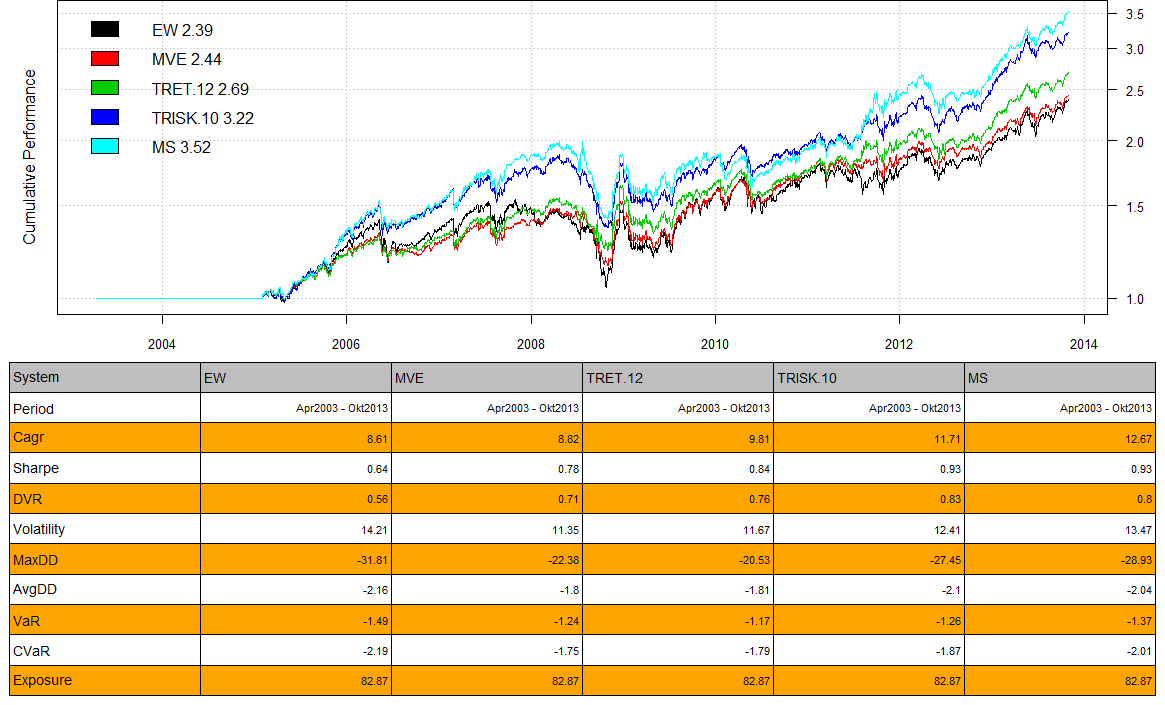 3.5
EW 2.39
3.0
MVE 2.44
TRET.12 2.69
2.5
TRISK.10 3.22
MS 3.52
2.0
Cumulative Performance
1.5
1.0
2004 2006 2008 2010 2012 2014
System EW MVE TRET.12 TRISK.10 MS
Period Apr2003 - Okt2013 Apr2003 - Okt2013 Apr2003 - Okt2013 Apr2003 - Okt2013 Apr2003 - Okt2013
Cagr 8.61 8.82 9.81 11.71 12.67
Sharpe 0.64 0.78 0.84 0.93 0.93
DVR 0.56 0.71 0.76 0.83 0.8
Volatility 14.21 11.35 11.67 12.41 13.47
MaxDD -31.81 -22.38 -20.53 -27.45 -28.93
AvgDD -2.16 -1.8 -1.81 -2.1 -2.04
VaR -1.49 -1.24 -1.17 -1.26 -1.37
CVaR -2.19 -1.75 -1.79 -1.87 -2.01
Exposure 82.87 82.87 82.87 82.87 82.87